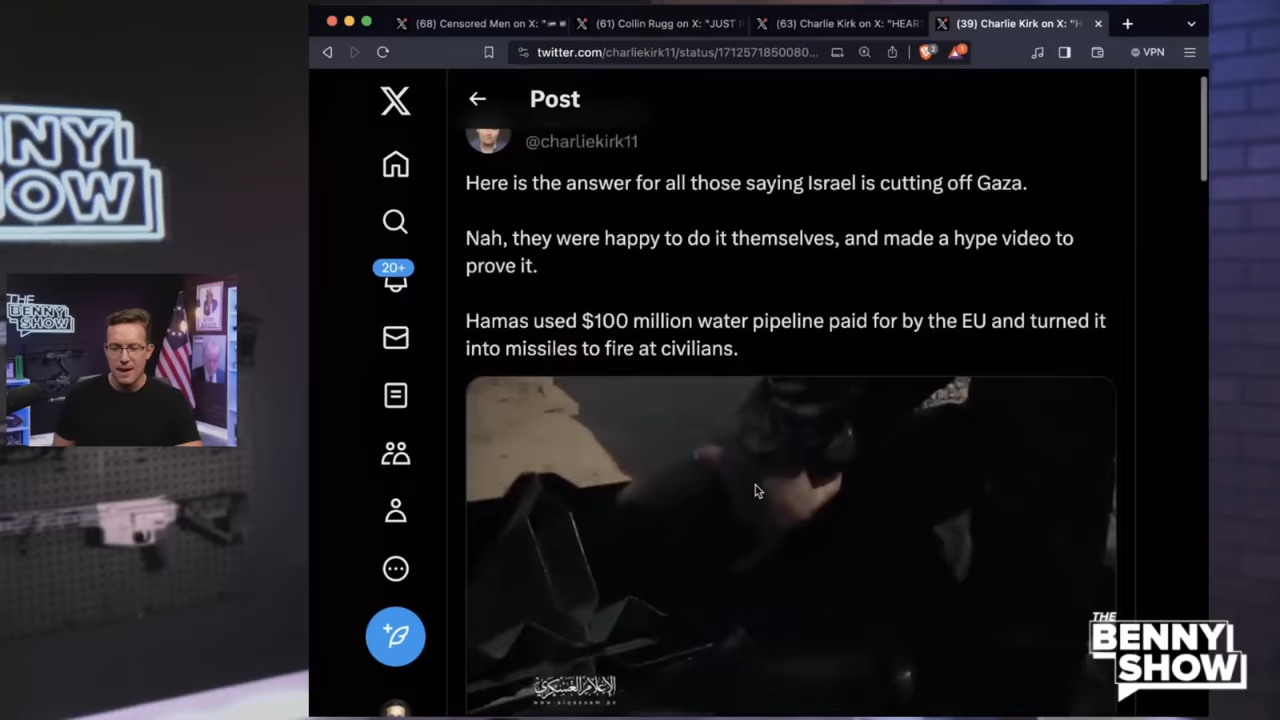 (68) Censored Men on X: "
(61) Collin Rugg on X: "JUST
(63) Charlie Kirk on X: "HEAR
(39) Charlie Kirk on X: "H
twitter.com/charliekirk11/status/1712571850080...
2
1
VPN
Post
@charliekirk11
Here is the answer for all those saying Israel is cutting off Gaza.
Nah, they were happy to do it themselves, and made a hype video to
prove it.
Hamas used $100 million water pipeline paid for by the EU and turned it
into missiles to fire at civilians.
20+
NNY
SHOW
THE
BENNY
SHOW
الإعلام العسكري
THE
BENNY
SHOW